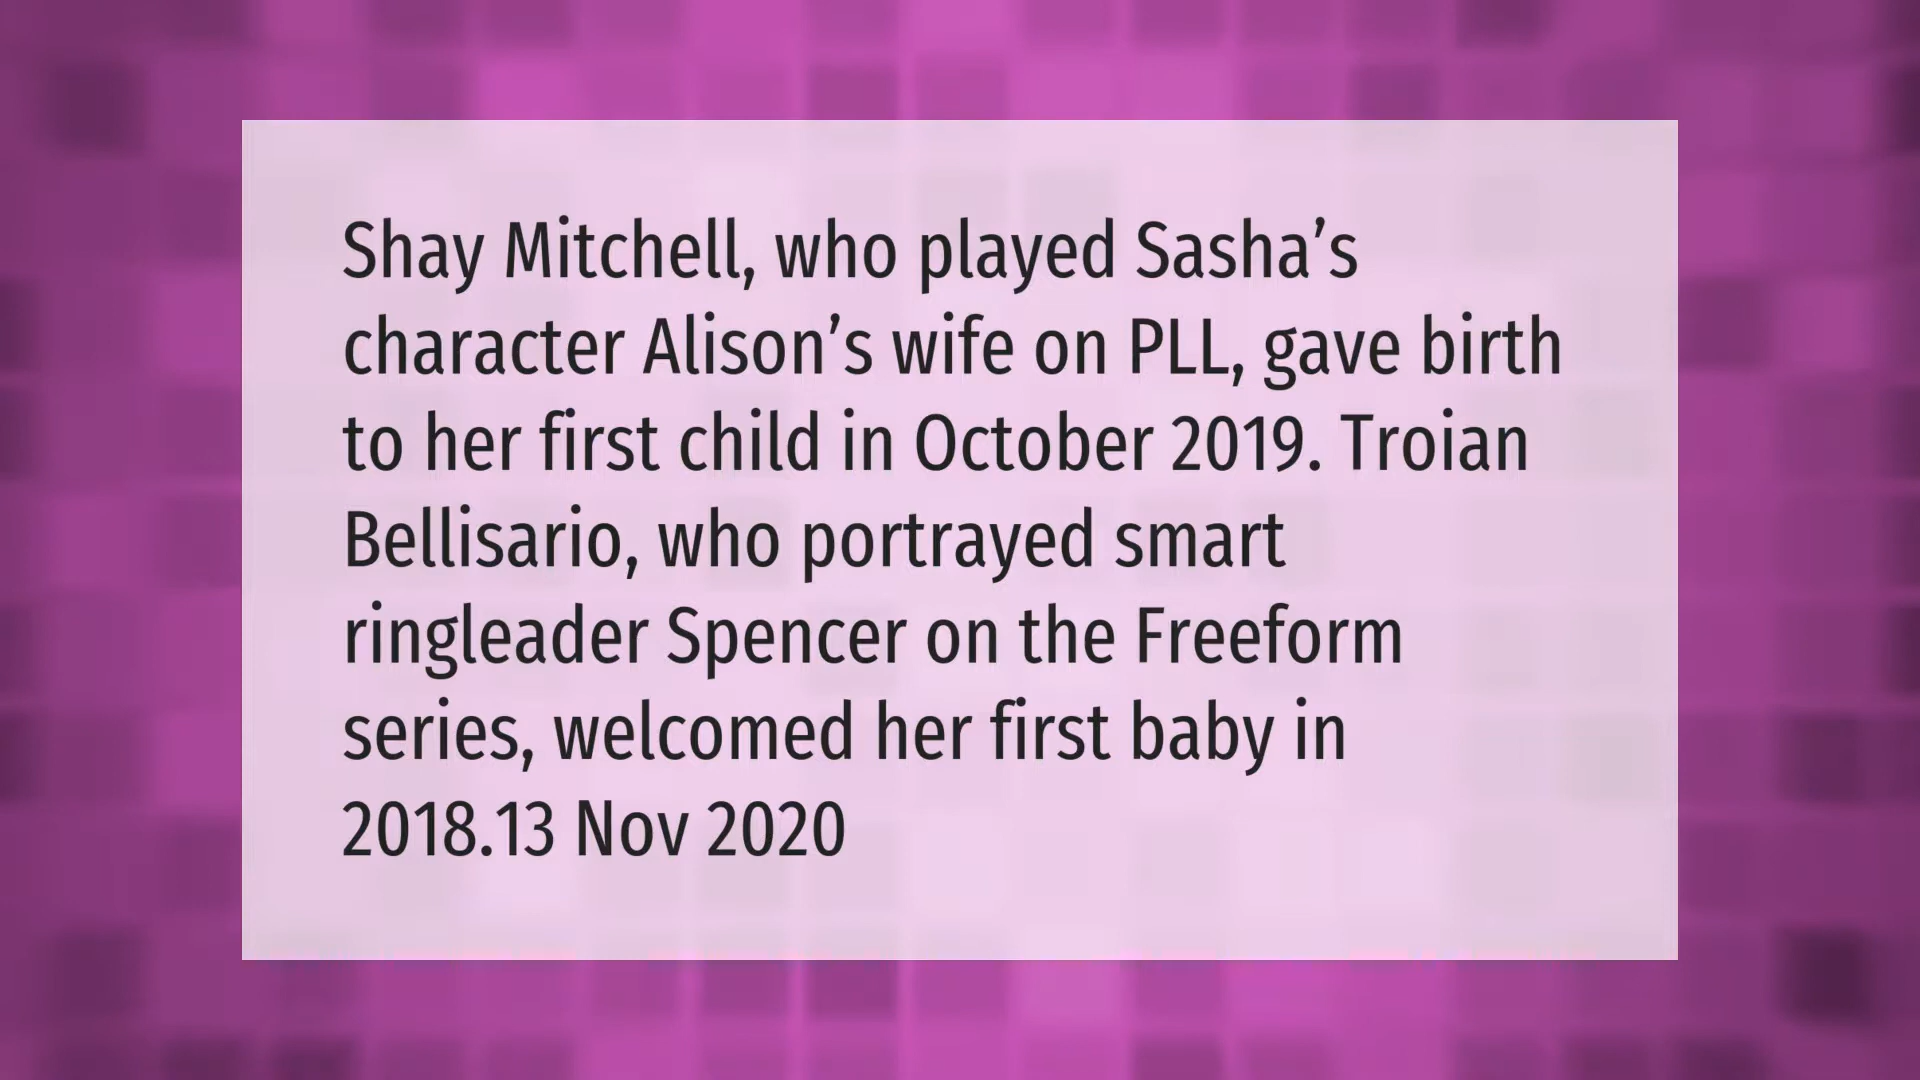 Shay Mitchell, who played Sasha’s
character Alison’s wife on PLL, gave birth
to her first child in October 2019. Troian
Bellisario, who portrayed smart
ringleader Spencer on the Freeform
series, welcomed her first baby in
2018.13 Nov 2020